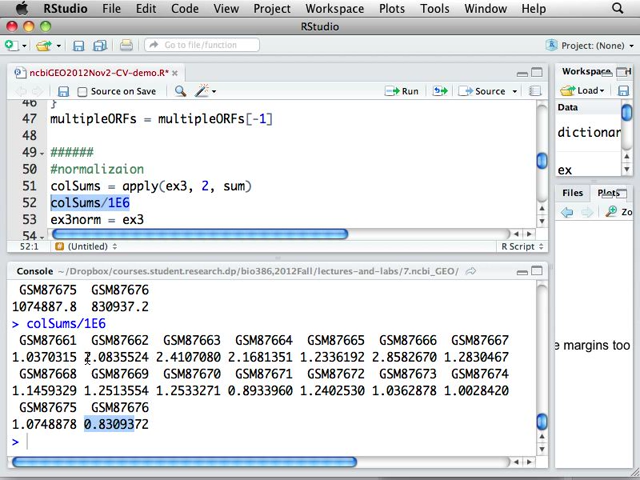 RStudio File Edit Code View Project Workspace Plots Tools Window Help
RStudio
Go to file/function
Project: (None)
ncbiGEO2012Nov2-CV-demo.R*
Source on Save
Run
Source
46 }
47 multipleORFs = multipleORFs[-1]
48
49 ######
50 #normalizaion
51 colSums = apply(ex3, 2, sum)
52 colSums/1E6
53 ex3norm = ex3
54
52:1 (Untitled) R Script
Workspace H
Load
Data
dictionar
ex
Files Plots
Zo
e margins too
Console ~/Dropbox/courses.student.research.dp/bio386,2012Fall/lectures-and-labs/7.ncbi_GEO/
GSM87675 GSM87676
1074887.8 830937.2
> colSums/1E6
GSM87661 GSM87662 GSM87663 GSM87664 GSM87665 GSM87666 GSM87667
1.0370315 2.0835524 2.4107080 2.1681351 1.2336192 2.8582670 1.2830467
GSM87668 GSM87669 GSM87670 GSM87671 GSM87672 GSM87673 GSM87674
1.1459329 1.2513554 1.2533271 0.8933960 1.2402530 1.0362878 1.0028420
GSM87675 GSM87676
1.0748878 0.8309372
>